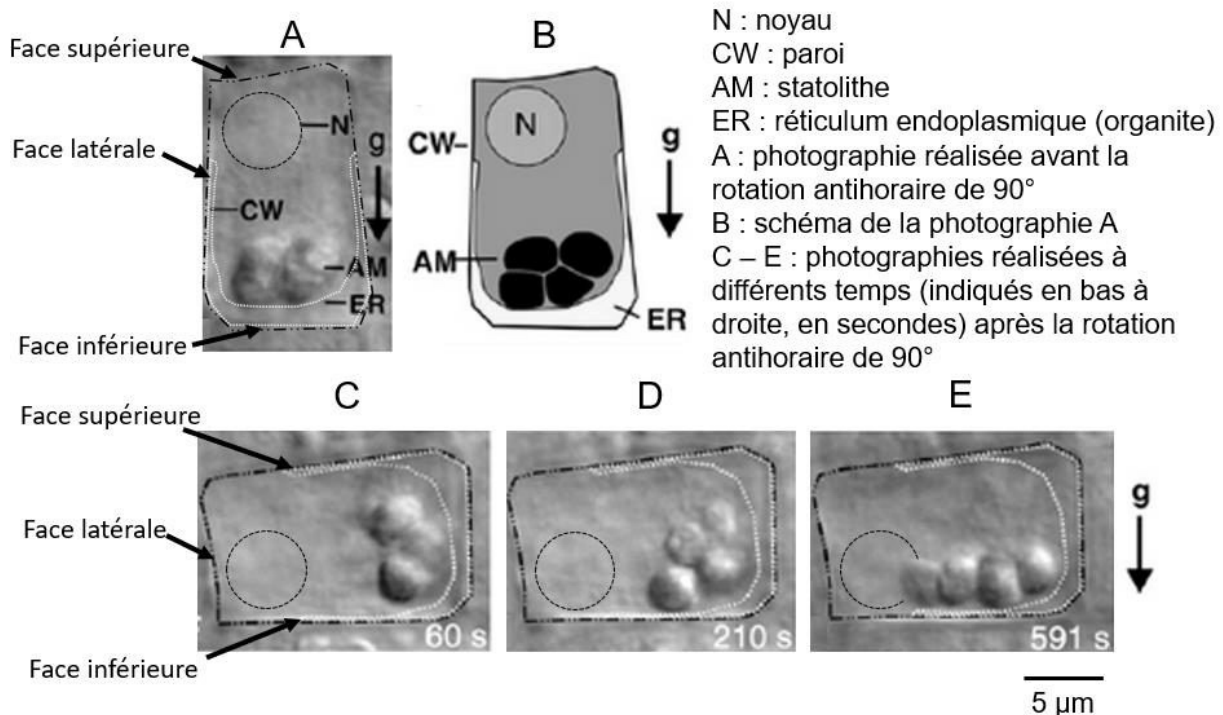 A
B
Face supérieure
N
g
Face latérale
CW
AM
ER
Face inférieure
CW
N
g
AM
ER
N : noyau
CW : paroi
AM : statolithe
ER : réticulum endoplasmique (organite)
A : photographie réalisée avant la
rotation antihoraire de 90°
B : schéma de la photographie A
C – E : photographies réalisées à
différents temps (indiqués en bas à
droite, en secondes) après la rotation
antihoraire de 90°
C
D
E
Face supérieure
Face latérale
Face inférieure
60 s
210 s
591 s
g
5 µm